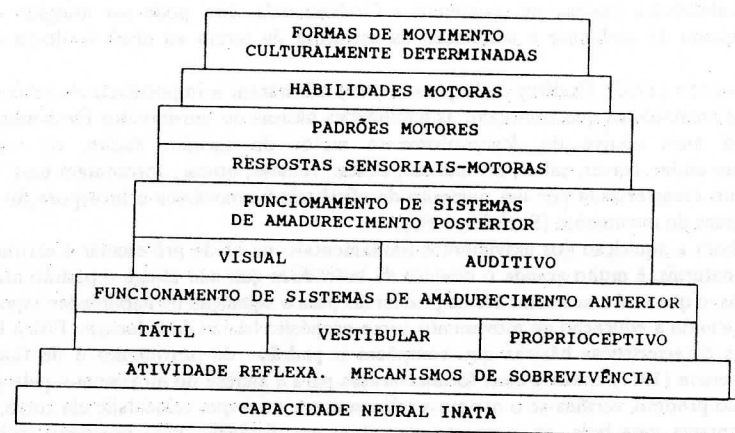 FORMAS DE MOVIMENTO
CULTURALMENTE DETERMINADAS
HABILIDADES MOTORAS
PADRÕES MOTORES
RESPOSTAS SENSORIAIS-MOTORAS
FUNCIOMAMENTO DE SISTEMAS
DE AMADURECIMENTO POSTERIOR
VISUAL AUDITIVO
FUNCIONAMENTO DE SISTEMAS DE AMADURECIMENTO ANTERIOR
TÁTIL VESTIBULAR PROPRIOCEPTIVO
ATIVIDADE REFLEXA. MECANISMOS DE SOBREVIVÊNCIA
CAPACIDADE NEURAL INATA